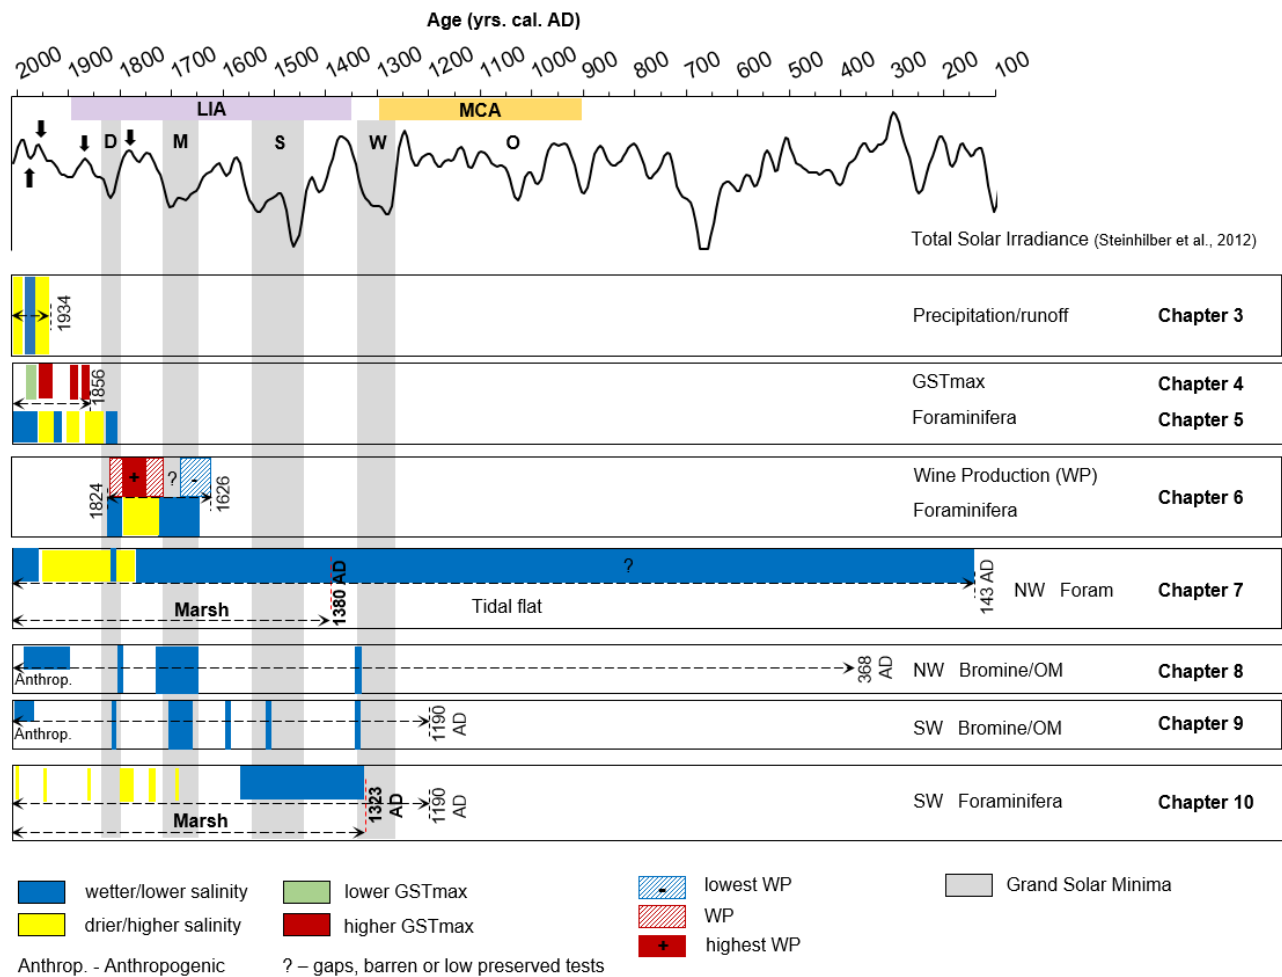 Age (yrs. cal. AD)
2000 1900 1800 1700 1600 1500 1400 1300 1200 1100 1000 900 800 700 600 500 400 300 200 100
LIA MCA
D M S W O
Total Solar Irradiance (Steinhilber et al., 2012)
1934
Precipitation/runoff Chapter 3
1856
GSTmax Chapter 4
Foraminifera Chapter 5
+ ? -
1824 1626
Wine Production (WP)
Foraminifera
Chapter 6
?
1380 AD
143 AD
NW Foram Chapter 7
Marsh Tidal flat
Anthrop.
368
AD
NW Bromine/OM Chapter 8
Anthrop.
1190
AD
SW Bromine/OM Chapter 9
1323
AD
1190
AD
SW Foraminifera Chapter 10
Marsh
wetter/lower salinity lower GSTmax - lowest WP Grand Solar Minima
drier/higher salinity higher GSTmax WP
+ highest WP
Anthrop. - Anthropogenic ? – gaps, barren or low preserved tests